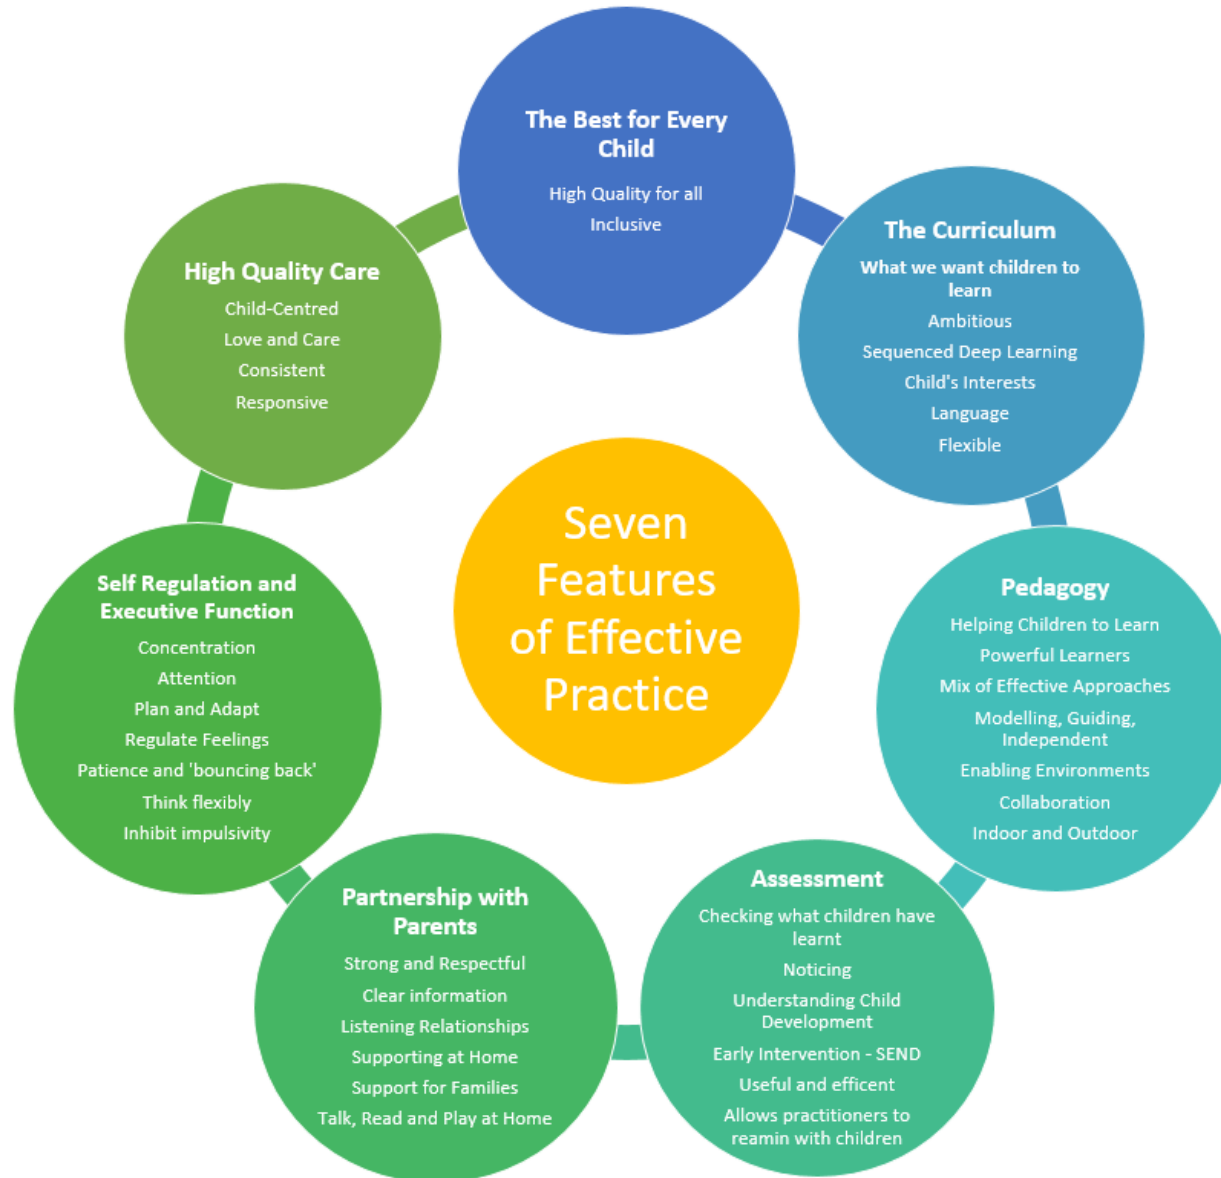 The Best for Every
Child
High Quality for all
Inclusive
The Curriculum
What we want children to
learn
Ambitious
Sequenced Deep Learning
Child's Interests
Language
Flexible
Pedagogy
Helping Children to Learn
Powerful Learners
Mix of Effective Approaches
Modelling, Guiding,
Independent
Enabling Environments
Collaboration
Indoor and Outdoor
Assessment
Checking what children have
learnt
Noticing
Understanding Child
Development
Early Intervention - SEND
Useful and efficent
Allows practitioners to
reamin with children
Partnership with
Parents
Strong and Respectful
Clear information
Listening Relationships
Supporting at Home
Support for Families
Talk, Read and Play at Home
Self Regulation and
Executive Function
Concentration
Attention
Plan and Adapt
Regulate Feelings
Patience and 'bouncing back'
Think flexibly
Inhibit impulsivity
High Quality Care
Child-Centred
Love and Care
Consistent
Responsive
Seven
Features
of Effective
Practice